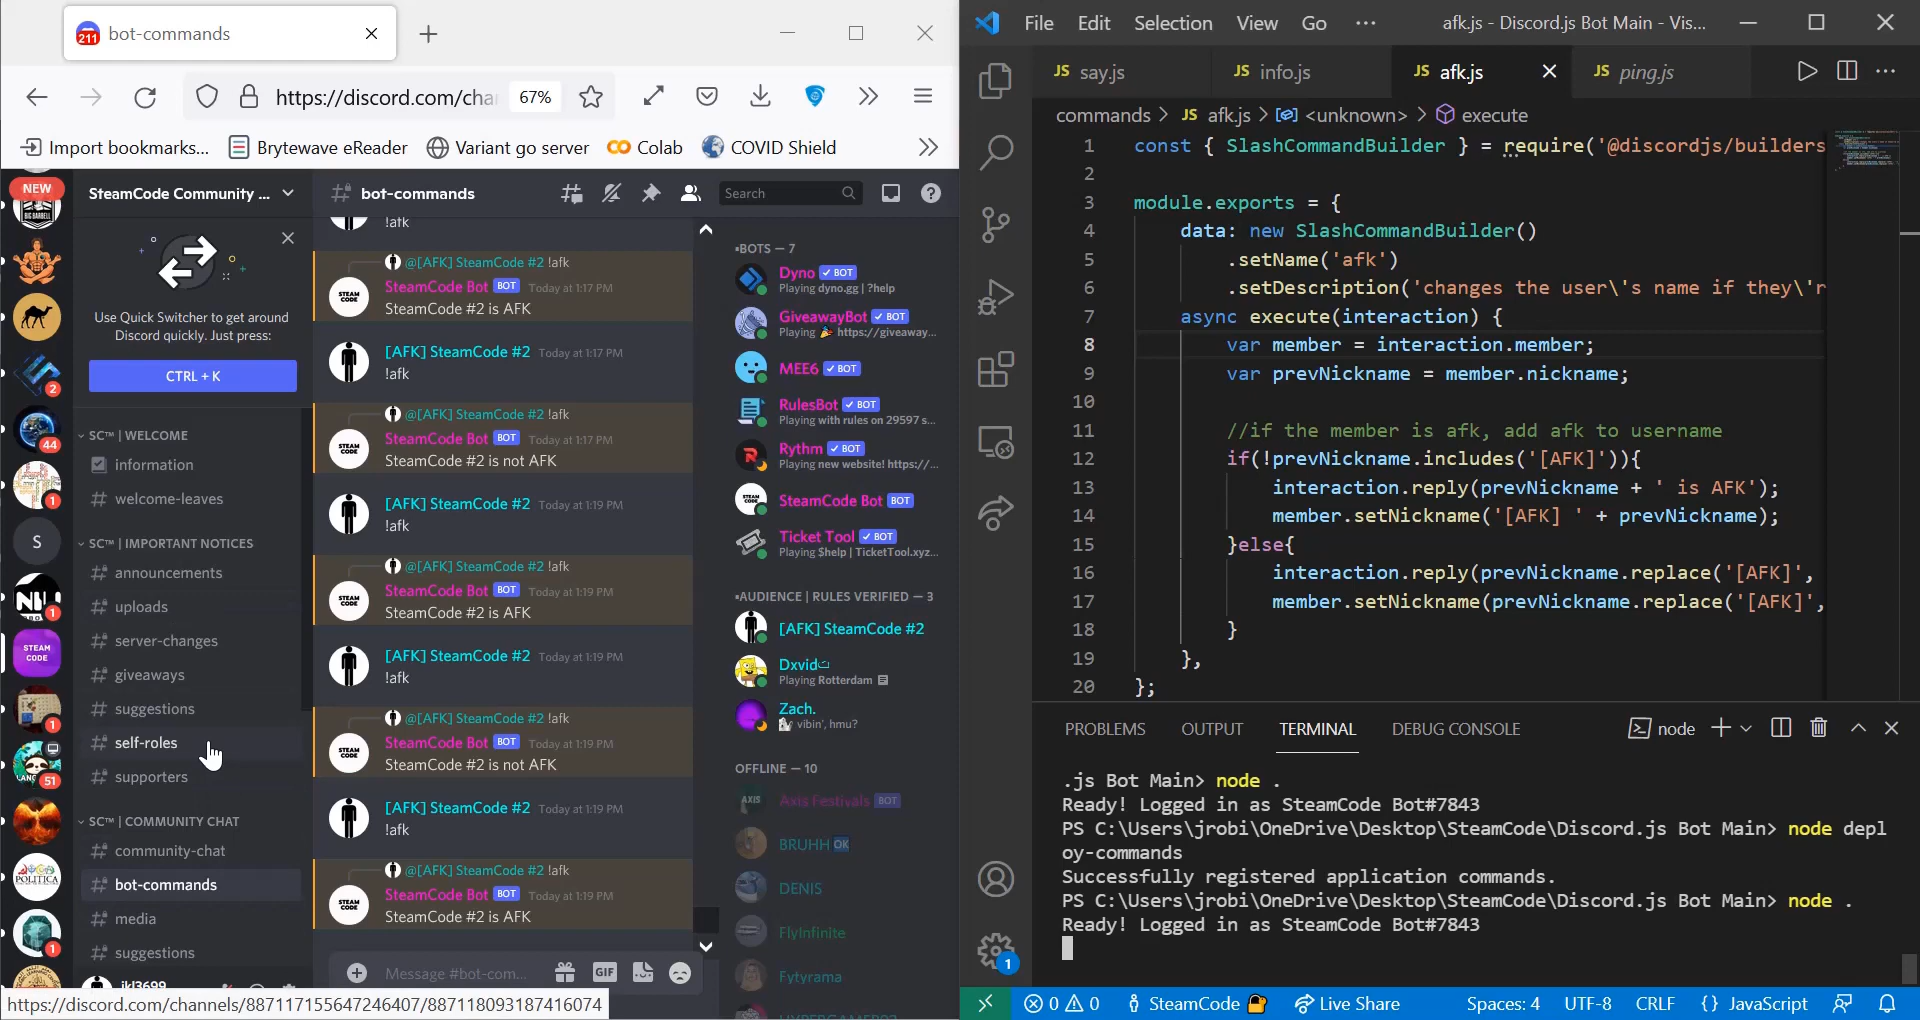 211
bot-commands
https://discord.com/cha
67%
Import bookmarks...
Brytewave eReader
Variant go server
Colab
COVID Shield
NEW
BIG BARBELL
2
44
1
S
1
STEAM
CODE
1
51
POLITICA
1
SteamCode Community ...
Use Quick Switcher to get around
Discord quickly. Just press:
CTRL + K
SC™ | WELCOME
information
welcome-leaves
SC™ | IMPORTANT NOTICES
announcements
uploads
server-changes
giveaways
suggestions
self-roles
supporters
SC™ | COMMUNITY CHAT
community-chat
bot-commands
media
suggestions
jkl3699
https://discord.com/channels/887117155647246407/887118093187416074
bot-commands
Search
!afk
@[AFK] SteamCode #2 !afk
SteamCode Bot BOT Today at 1:17 PM
SteamCode #2 is AFK
[AFK] SteamCode #2 Today at 1:17 PM
!afk
@[AFK] SteamCode #2 !afk
SteamCode Bot BOT Today at 1:17 PM
SteamCode #2 is not AFK
[AFK] SteamCode #2 Today at 1:19 PM
!afk
@[AFK] SteamCode #2 !afk
SteamCode Bot BOT Today at 1:19 PM
SteamCode #2 is AFK
[AFK] SteamCode #2 Today at 1:19 PM
!afk
@[AFK] SteamCode #2 !afk
SteamCode Bot BOT Today at 1:19 PM
SteamCode #2 is not AFK
[AFK] SteamCode #2 Today at 1:19 PM
!afk
@[AFK] SteamCode #2 !afk
SteamCode Bot BOT Today at 1:19 PM
SteamCode #2 is AFK
Message #bot-com...
GIF
▪BOTS — 7
Dyno ✓ BOT
Playing dyno.gg | ?help
GiveawayBot ✓ BOT
Playing 🎉 https://giveaway...
MEE6 ✓ BOT
RulesBot ✓ BOT
Playing with rules on 29597 s...
Rythm ✓ BOT
Playing new website! https://...
SteamCode Bot BOT
Ticket Tool ✓ BOT
Playing $help | TicketTool.xyz...
▪AUDIENCE | RULES VERIFIED — 3
[AFK] SteamCode #2
Dxvid
Playing Rotterdam
Zach.
vibin', hmu?
OFFLINE — 10
Axis Festivals BOT
BRUHH OK
DENIS
FlyInfinite
Fytyrama
File Edit Selection View Go ··· afk.js - Discord.js Bot Main - Vis...
JS say.js
JS info.js
JS afk.js
JS ping.js
commands > JS afk.js > <unknown> > execute
1 const { SlashCommandBuilder } = require('@discordjs/builders
2
3 module.exports = {
4 data: new SlashCommandBuilder()
5 .setName('afk')
6 .setDescription('changes the user\'s name if they\'r
7 async execute(interaction) {
8 var member = interaction.member;
9 var prevNickname = member.nickname;
10
11 //if the member is afk, add afk to username
12 if(!prevNickname.includes('[AFK]')){
13 interaction.reply(prevNickname + ' is AFK');
14 member.setNickname('[AFK] ' + prevNickname);
15 }else{
16 interaction.reply(prevNickname.replace('[AFK]',
17 member.setNickname(prevNickname.replace('[AFK]',
18 }
19 },
20 };
PROBLEMS OUTPUT TERMINAL DEBUG CONSOLE
node
.js Bot Main> node .
Ready! Logged in as SteamCode Bot#7843
PS C:\Users\jrobi\OneDrive\Desktop\SteamCode\Discord.js Bot Main> node depl
oy-commands
Successfully registered application commands.
PS C:\Users\jrobi\OneDrive\Desktop\SteamCode\Discord.js Bot Main> node .
Ready! Logged in as SteamCode Bot#7843
1
0 0 SteamCode Live Share Spaces: 4 UTF-8 CRLF {} JavaScript